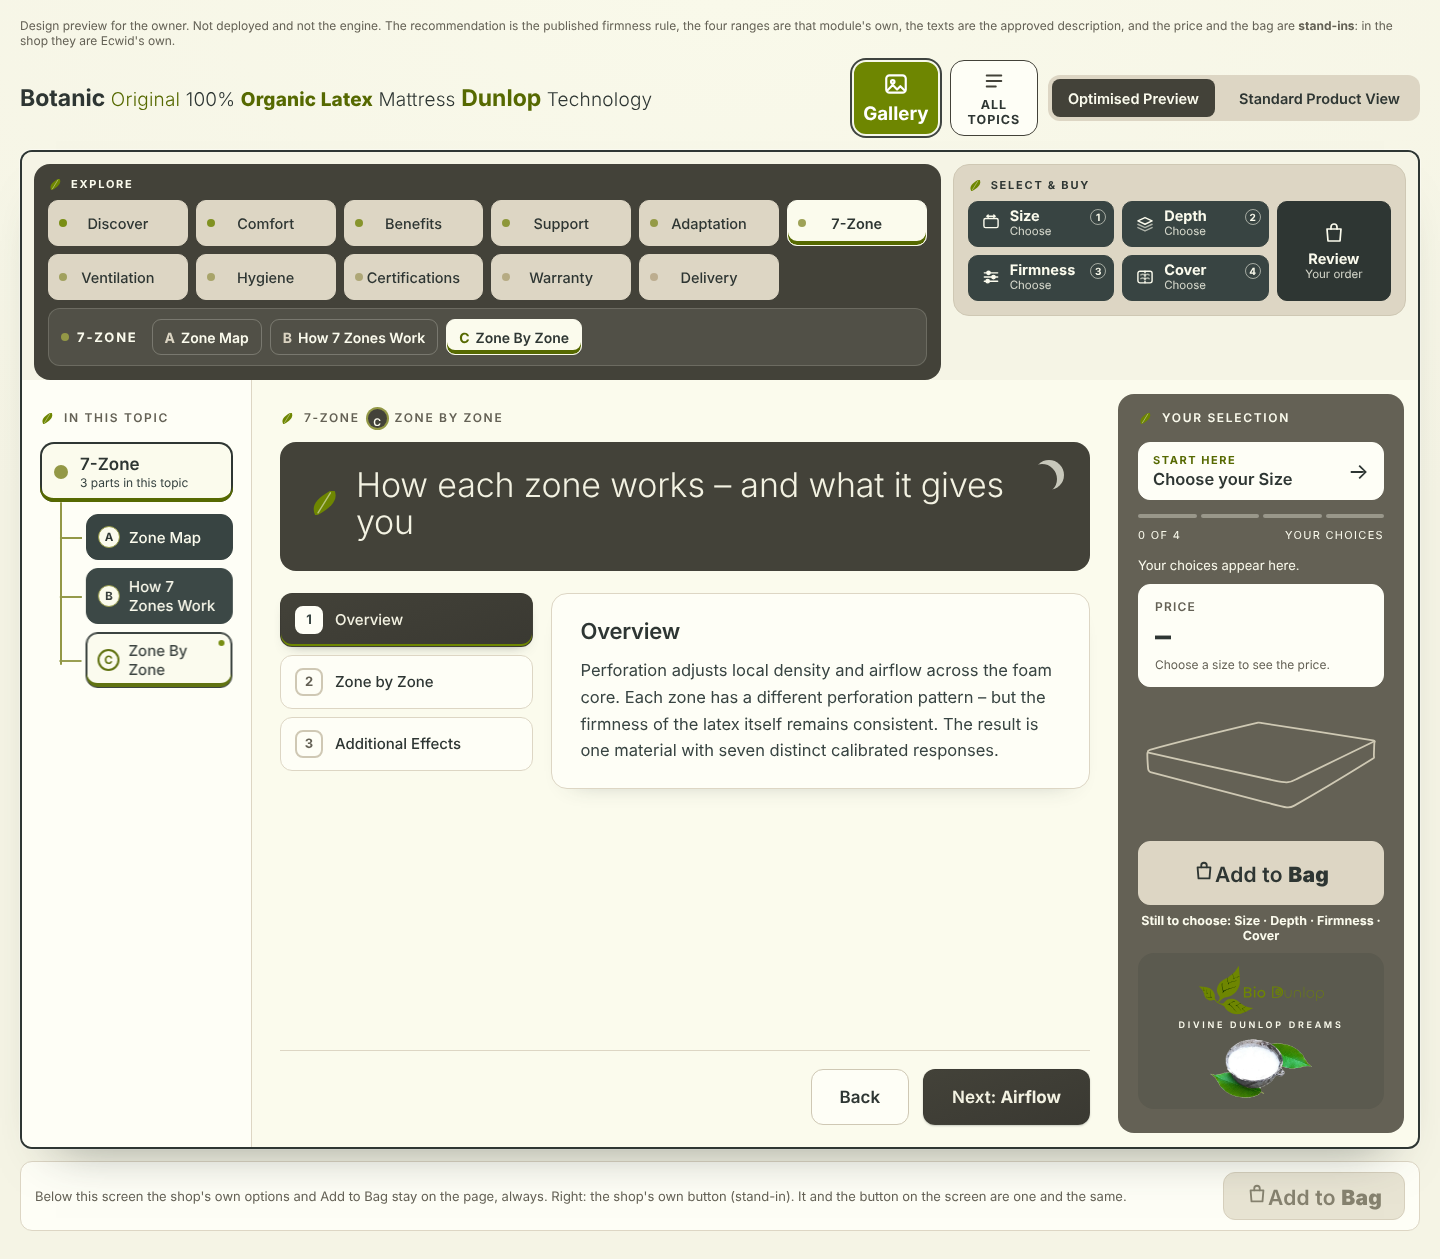 Design preview for the owner. Not deployed and not the engine. The recommendation is the published firmness rule, the four ranges are that module's own, the texts are the approved description, and the price and the bag are stand-ins: in the
shop they are Ecwid's own.
Botanic Original 100% Organic Latex Mattress Dunlop Technology
Gallery
ALL
TOPICS
Optimised Preview
Standard Product View
EXPLORE
Discover
Comfort
Benefits
Support
Adaptation
7-Zone
Ventilation
Hygiene
Certifications
Warranty
Delivery
7-ZONE
A Zone Map
B How 7 Zones Work
C Zone By Zone
SELECT & BUY
Size
Choose
1
Depth
Choose
2
Firmness
Choose
3
Cover
Choose
4
Review
Your order
IN THIS TOPIC
7-Zone
3 parts in this topic
A Zone Map
B How 7
Zones Work
C Zone By
Zone
7-ZONE C ZONE BY ZONE
How each zone works – and what it gives
you
1 Overview
2 Zone by Zone
3 Additional Effects
Overview
Perforation adjusts local density and airflow across the foam
core. Each zone has a different perforation pattern – but the
firmness of the latex itself remains consistent. The result is
one material with seven distinct calibrated responses.
Back
Next: Airflow
YOUR SELECTION
START HERE
Choose your Size
0 OF 4
YOUR CHOICES
Your choices appear here.
PRICE
–
Choose a size to see the price.
Add to Bag
Still to choose: Size · Depth · Firmness ·
Cover
Bio Dunlop
DIVINE DUNLOP DREAMS
Below this screen the shop's own options and Add to Bag stay on the page, always. Right: the shop's own button (stand-in). It and the button on the screen are one and the same.
Add to Bag